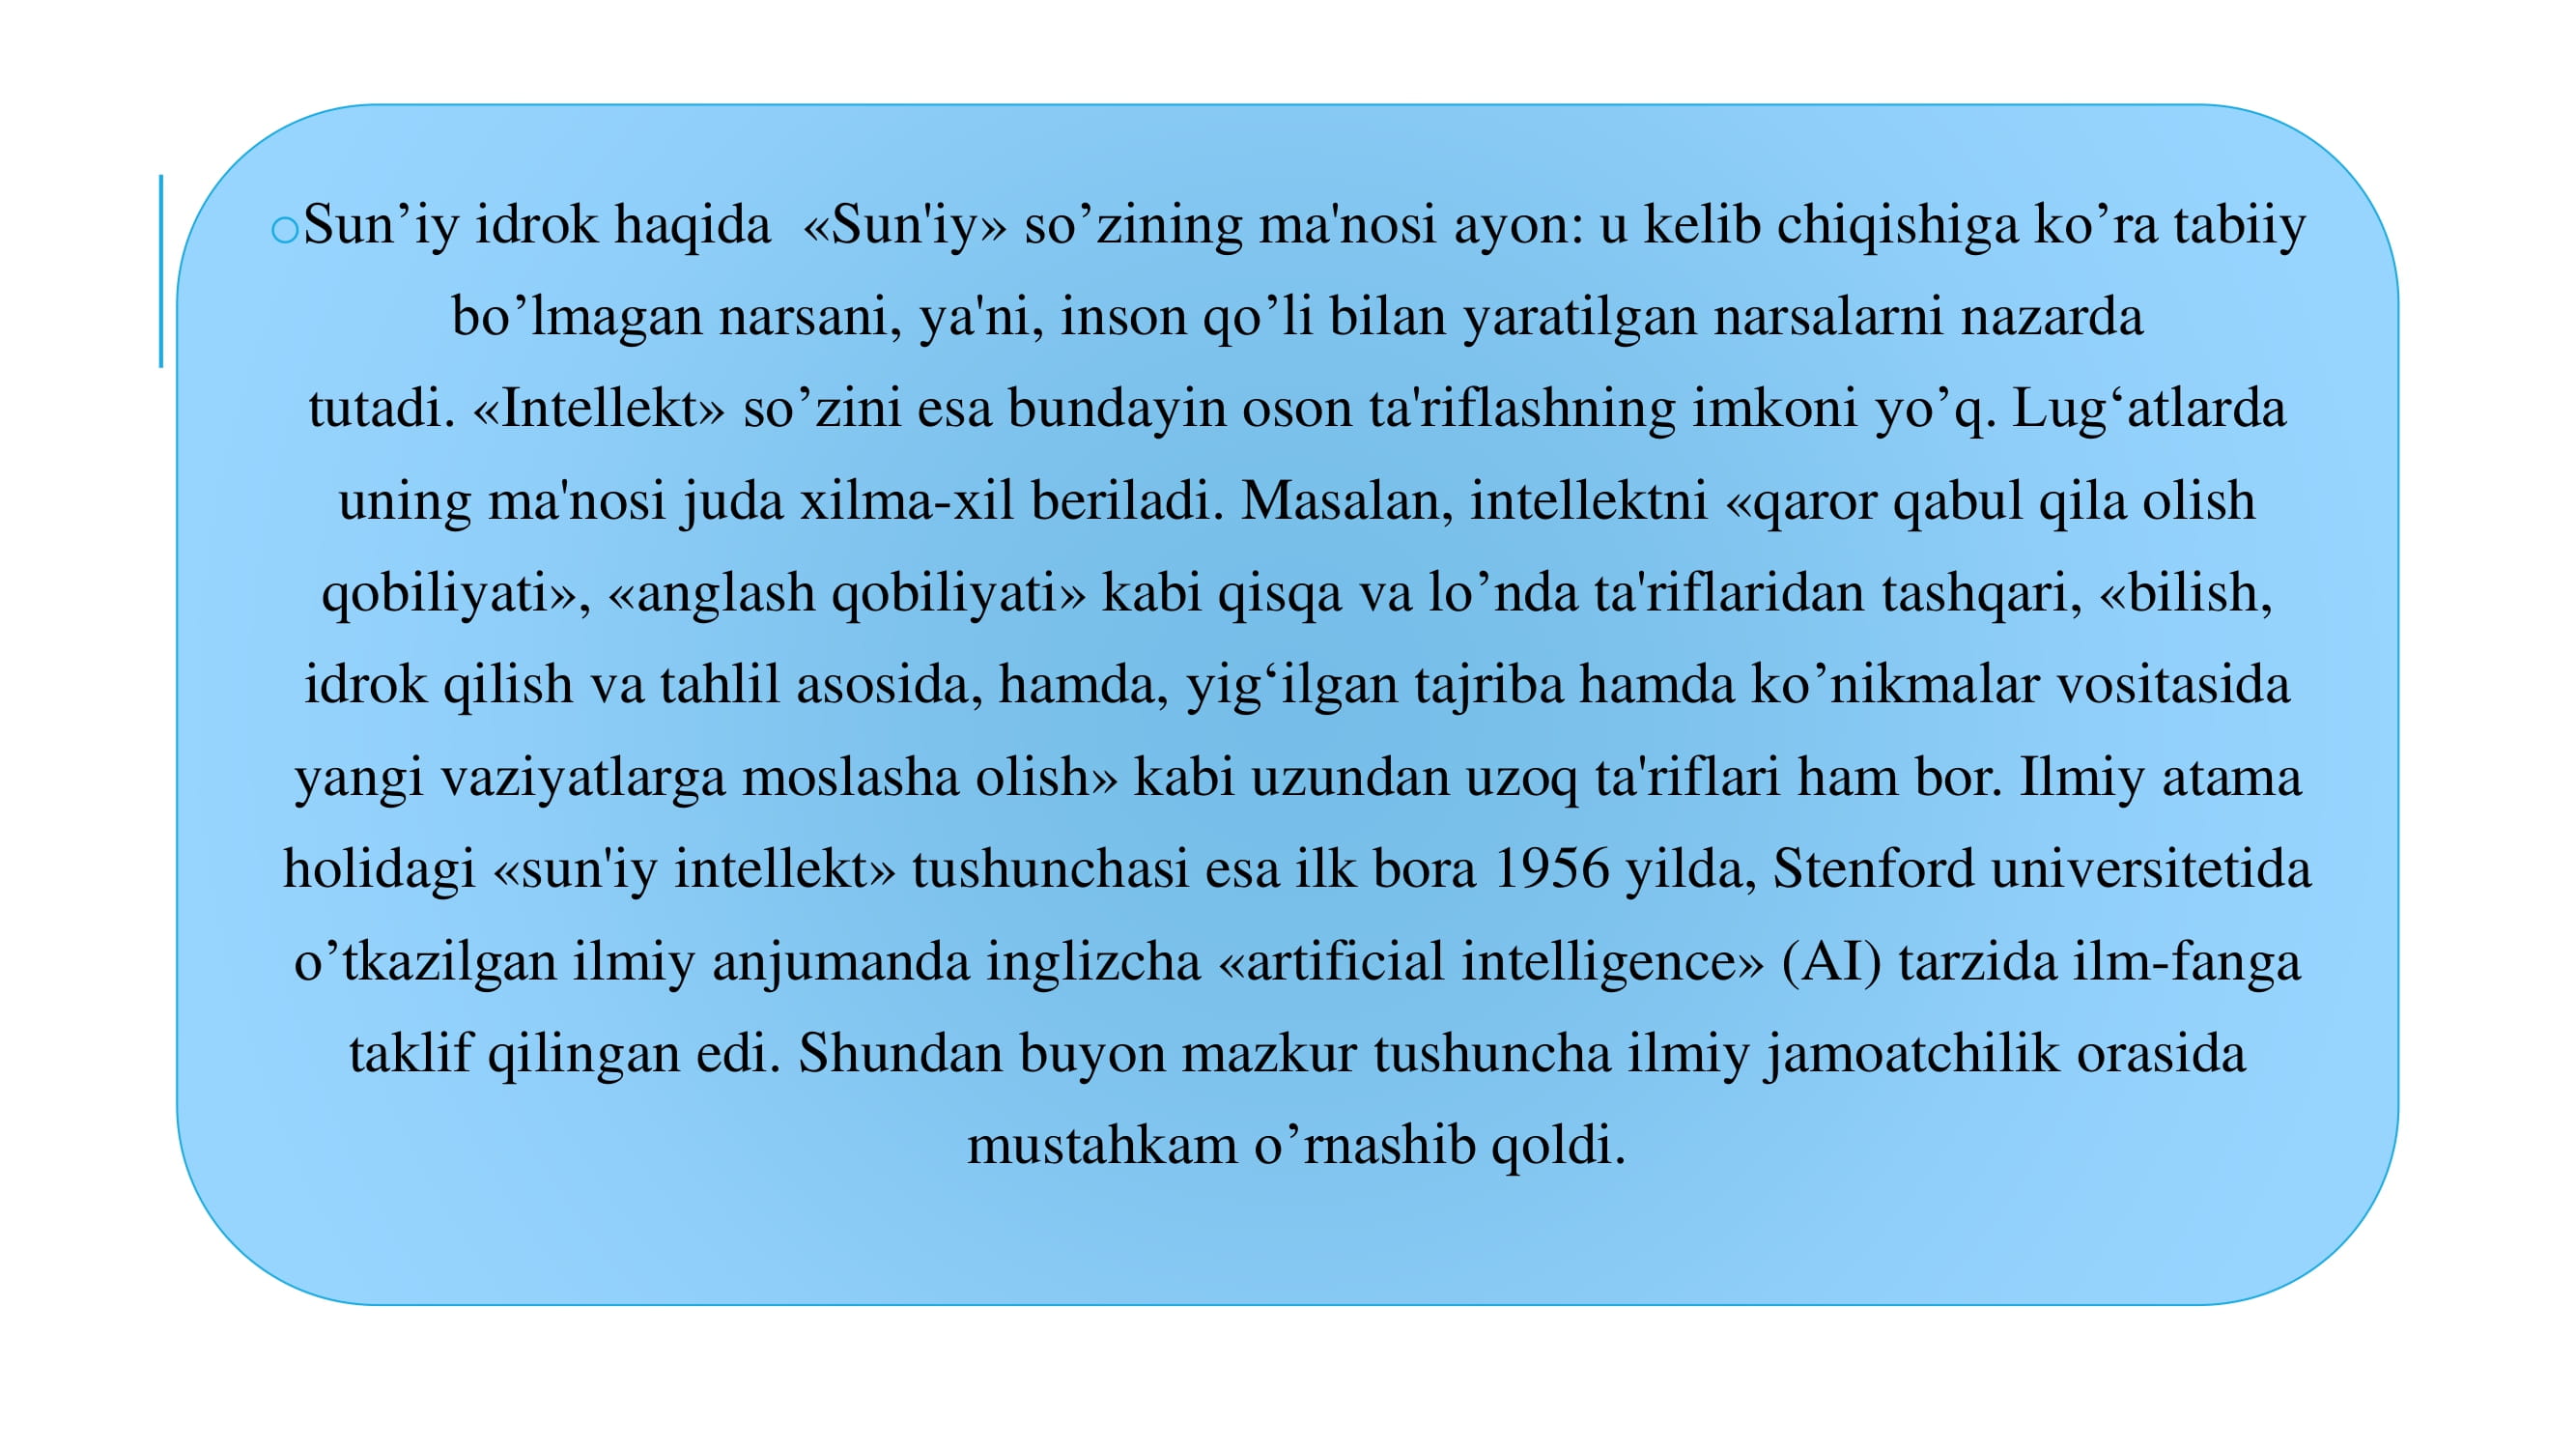 ○Sun’iy idrok haqida  «Sun'iy» so’zining ma'nosi ayon: u kelib chiqishiga ko’ra tabiiy
bo’lmagan narsani, ya'ni, inson qo’li bilan yaratilgan narsalarni nazarda
tutadi. «Intellekt» so’zini esa bundayin oson ta'riflashning imkoni yo’q. Lug‘atlarda
uning ma'nosi juda xilma-xil beriladi. Masalan, intellektni «qaror qabul qila olish
qobiliyati», «anglash qobiliyati» kabi qisqa va lo’nda ta'riflaridan tashqari, «bilish,
idrok qilish va tahlil asosida, hamda, yig‘ilgan tajriba hamda ko’nikmalar vositasida
yangi vaziyatlarga moslasha olish» kabi uzundan uzoq ta'riflari ham bor. Ilmiy atama
holidagi «sun'iy intellekt» tushunchasi esa ilk bora 1956 yilda, Stenford universitetida
o’tkazilgan ilmiy anjumanda inglizcha «artificial intelligence» (AI) tarzida ilm-fanga
taklif qilingan edi. Shundan buyon mazkur tushuncha ilmiy jamoatchilik orasida
mustahkam o’rnashib qoldi.